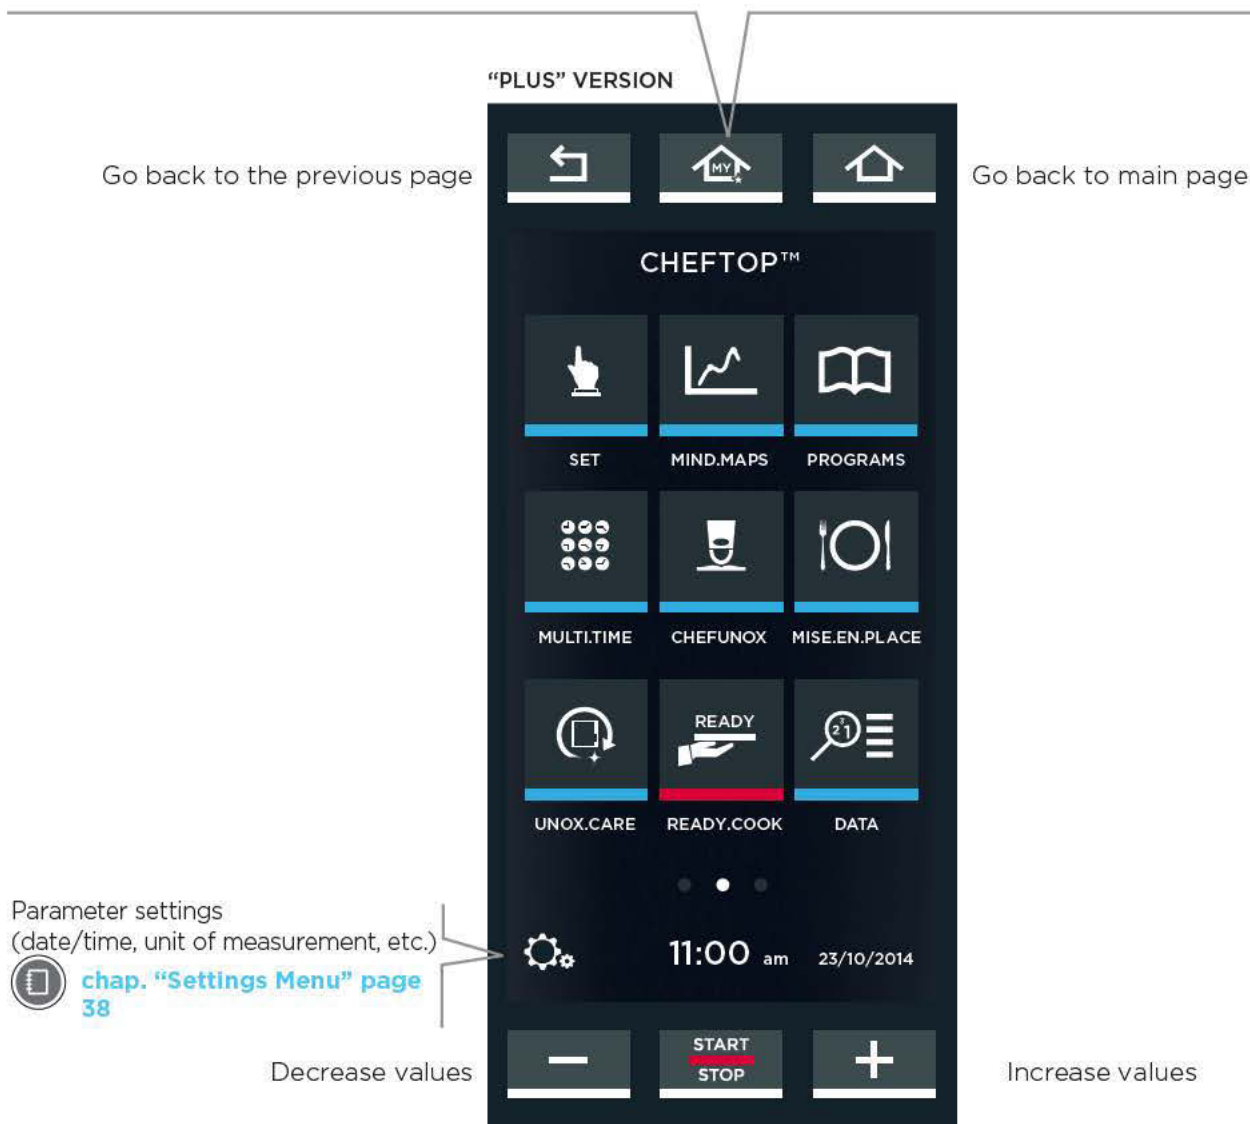 “PLUS” VERSION
Go back to the previous page
MY
Go back to main page
CHEFTOP™
SET
MIND.MAPS
PROGRAMS
MULTI.TIME
CHEFUNOX
MISE.EN.PLACE
READY
3
21
UNOX.CARE
READY.COOK
DATA
Parameter settings
(date/time, unit of measurement, etc.)
chap. “Settings Menu” page
38
11:00 am
23/10/2014
Decrease values
START
STOP
Increase values